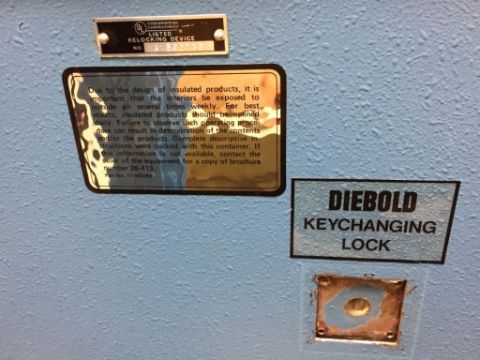 UNDERWRITERS
LABORATORIES
LISTED
RELOCKING DEVICE
NO.
Due to the design of insulated products, it is
important that the interiors be exposed to
outside air several times weekly. For best
results, insulated products should be opened
daily. Failure to observe such operating proce-
dure can result in deterioration of the contents
and/or the products. Complete descriptive in-
structions were packed with this container. If
this information is not available, contact the
seller of the equipment for a copy of brochure
number 26-413.
Part No.
DIEBOLD
KEYCHANGING
LOCK